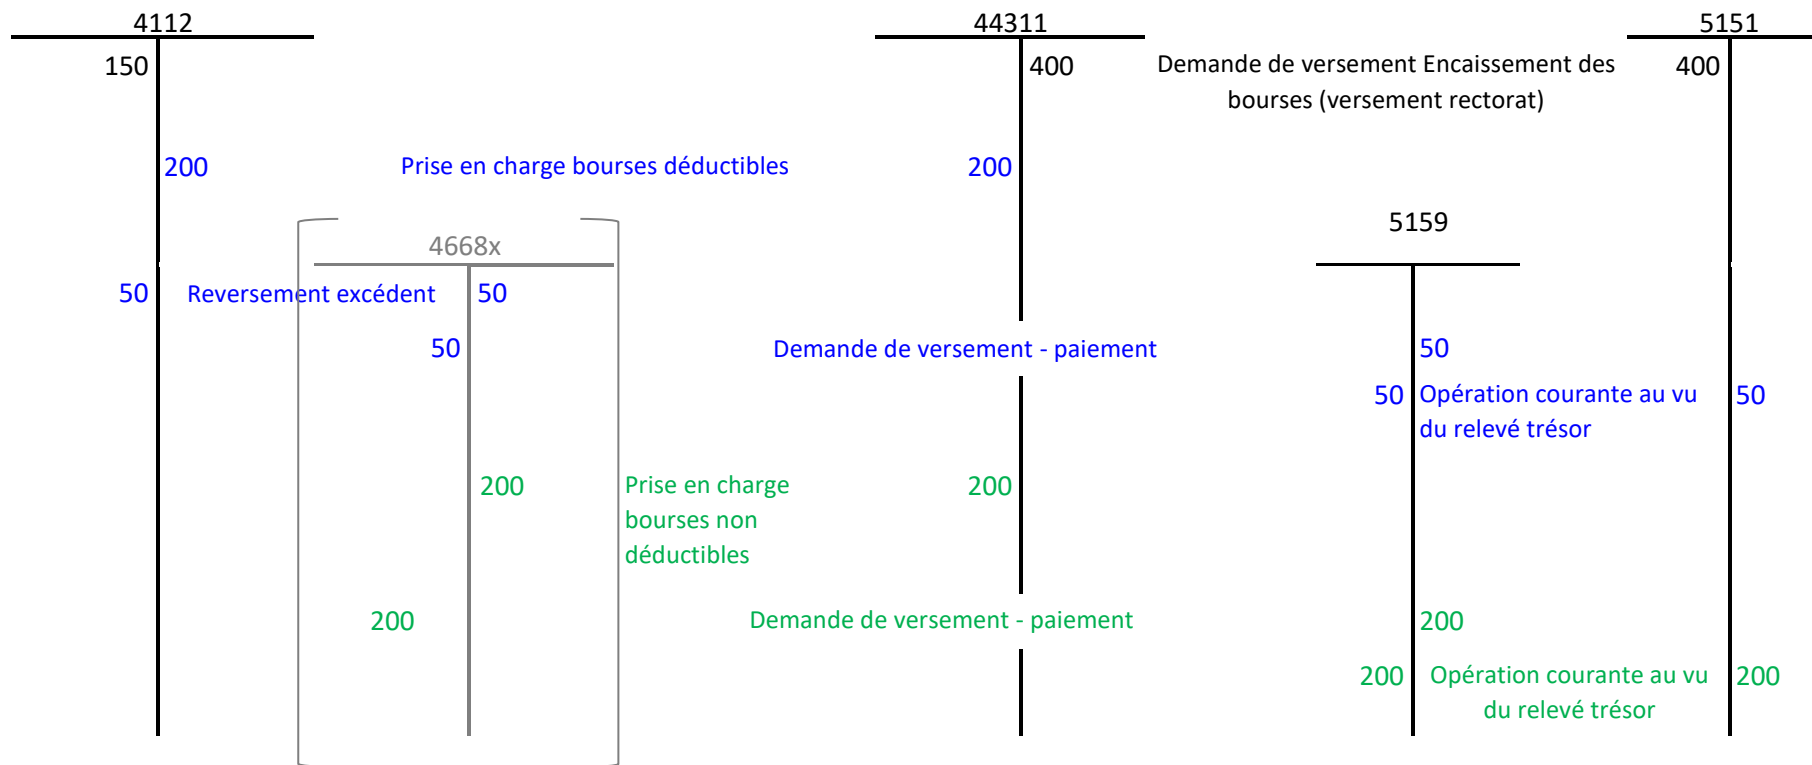 4112 44311 5151
150 400 Demande de versement Encaissement des 400
bourses (versement rectorat)
200 Prise en charge bourses déductibles 200
5159
4668x
50 Reversement excédent 50
50 Demande de versement - paiement 50
50 Opération courante au vu 50
du relevé trésor
200 Prise en charge 200
bourses non
déductibles
200 Demande de versement - paiement 200
200 Opération courante au vu 200
du relevé trésor